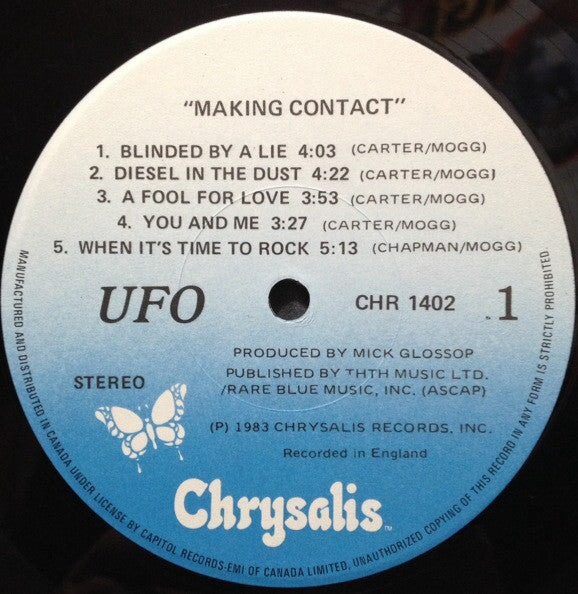 "MAKING CONTACT"
1. BLINDED BY A LIE 4:03 (CARTER/MOGG)
2. DIESEL IN THE DUST 4:22 (CARTER/MOGG)
3. A FOOL FOR LOVE 3:53 (CARTER/MOGG)
4. YOU AND ME 3:27 (CARTER/MOGG)
5. WHEN IT'S TIME TO ROCK 5:13 (CHAPMAN/MOGG)
UFO CHR 1402 .1
PRODUCED BY MICK GLOSSOP
PUBLISHED BY THTH MUSIC LTD.
/RARE BLUE MUSIC, INC. (ASCAP)
STEREO
(P) 1983 CHRYSALIS RECORDS, INC.
Recorded in England
Chrysalis TM
MANUFACTURED AND DISTRIBUTED IN CANADA UNDER LICENSE BY CAPITOL RECORDS-EMI OF CANADA LIMITED, UNAUTHORIZED COPYING OF THIS RECORD IN ANY FORM IS STRICTLY PROHIBITED.